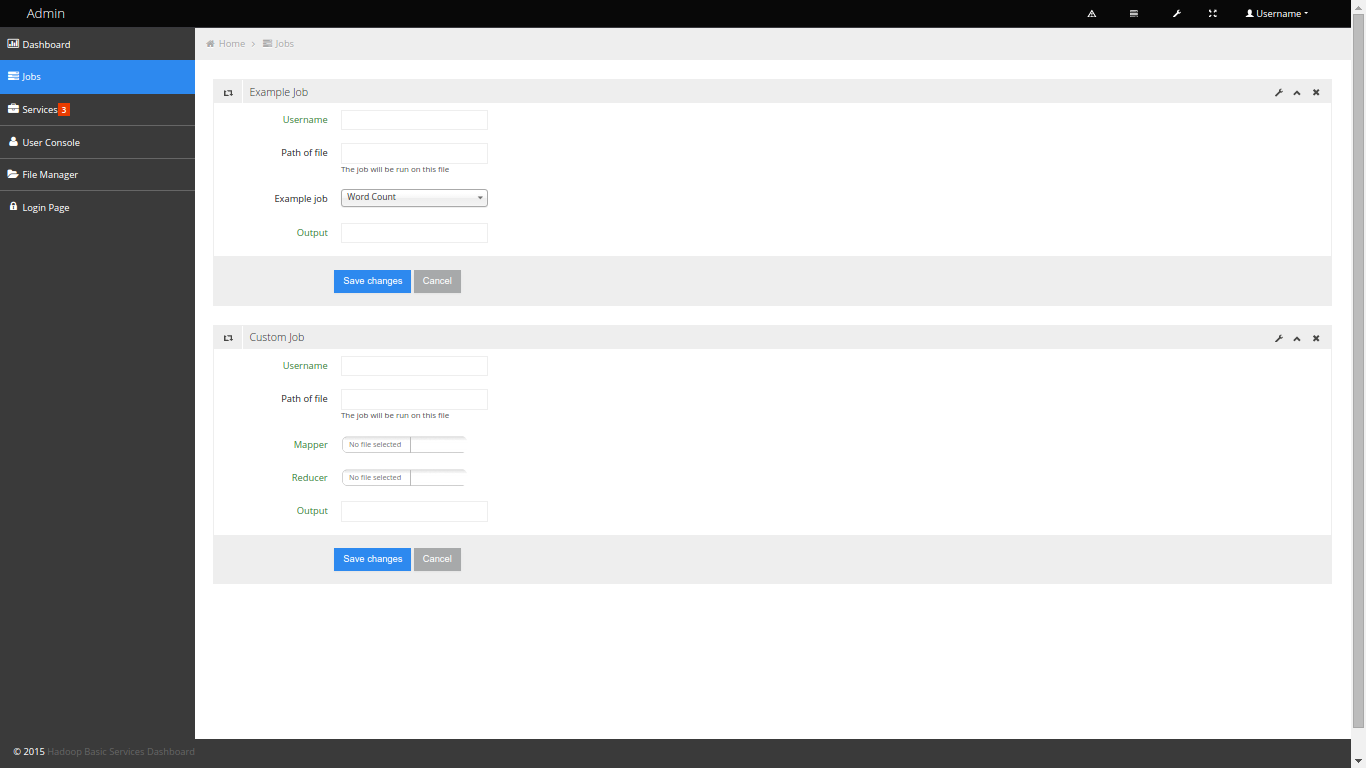 Admin
Username
Dashboard
Jobs
Services 3
User Console
File Manager
Login Page
Home > Jobs
Example Job
Username
Path of file
The job will be run on this file
Example job
Word Count
Output
Save changes Cancel
Custom Job
Username
Path of file
The job will be run on this file
Mapper
No file selected
Reducer
No file selected
Output
Save changes Cancel
© 2015 Hadoop Basic Services Dashboard